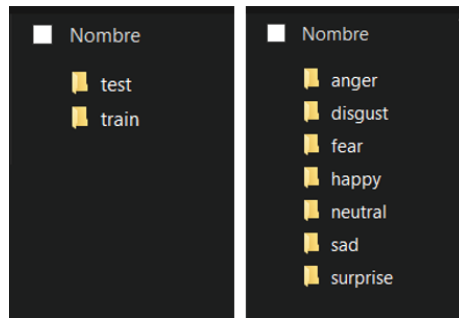 Nombre
test
train
Nombre
anger
disgust
fear
happy
neutral
sad
surprise